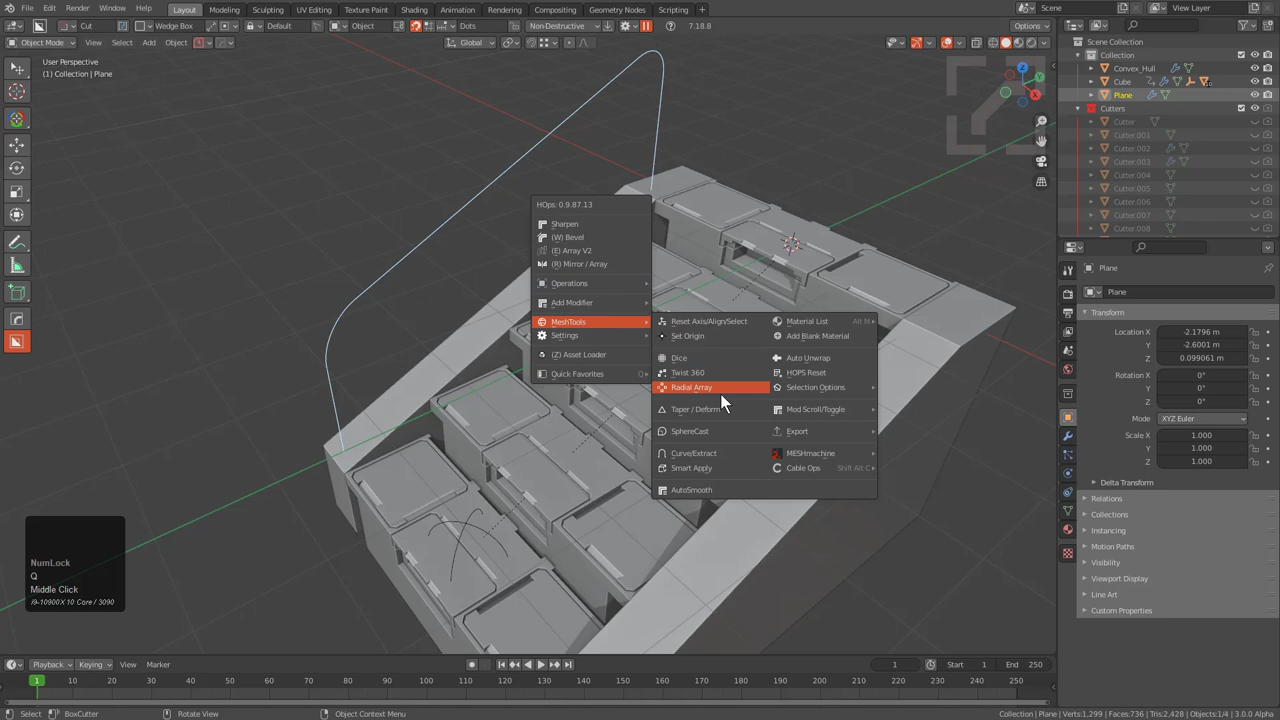 File Edit Render Window Help Layout Modeling Sculpting UV Editing Texture Paint Shading Animation Rendering Compositing Geometry Nodes Scripting Scene View Layer
Cut Wedge Box Default Object Dots Non-Destructive 7.18.8 Options
Object Mode View Select Add Object Global
User Perspective
(1) Collection | Plane
Scene Collection
Collection
Convex_Hull
Cube
Plane
Cutters
Cutter
Cutter.001
Cutter.002
Cutter.003
Cutter.004
Cutter.005
Cutter.006
Cutter.007
Cutter.008
Z
Y
X
HOps: 0.9.87.13
Sharpen
(W) Bevel
(E) Array V2
(R) Mirror / Array
Operations
Add Modifier
MeshTools
Settings
(Z) Asset Loader
Quick Favorites Q
Reset Axis/Align/Select Material List Alt M
Set Origin Add Blank Material
Dice Auto Unwrap
Twist 360 HOPS Reset
Radial Array Selection Options
Taper / Deform Mod Scroll/Toggle
SphereCast Export
Curve/Extract MESHmachine
Smart Apply Cable Ops Shift Alt C
AutoSmooth
Plane
Plane
Transform
Location X -2.1796 m
Y -2.6001 m
Z 0.099061 m
Rotation X 0°
Y 0°
Z 0°
Mode XYZ Euler
Scale X 1.000
Y 1.000
Z 1.000
Delta Transform
Relations
Collections
Instancing
Motion Paths
Visibility
Viewport Display
Line Art
Custom Properties
NumLock
Q
Middle Click
i9-10900X 10 Core / 3090
Playback Keying View Marker 1 Start 1 End 250
1 10 20 30 40 50 60 70 80 90 100 110 120 130 140 150 160 170 180 190 200 210 220 230 240 250
Select BoxCutter Rotate View Object Context Menu Collection | Plane Verts:1,299 | Faces:736 | Tris:2,428 | Objects:1/4 | 3.0.0 Alpha